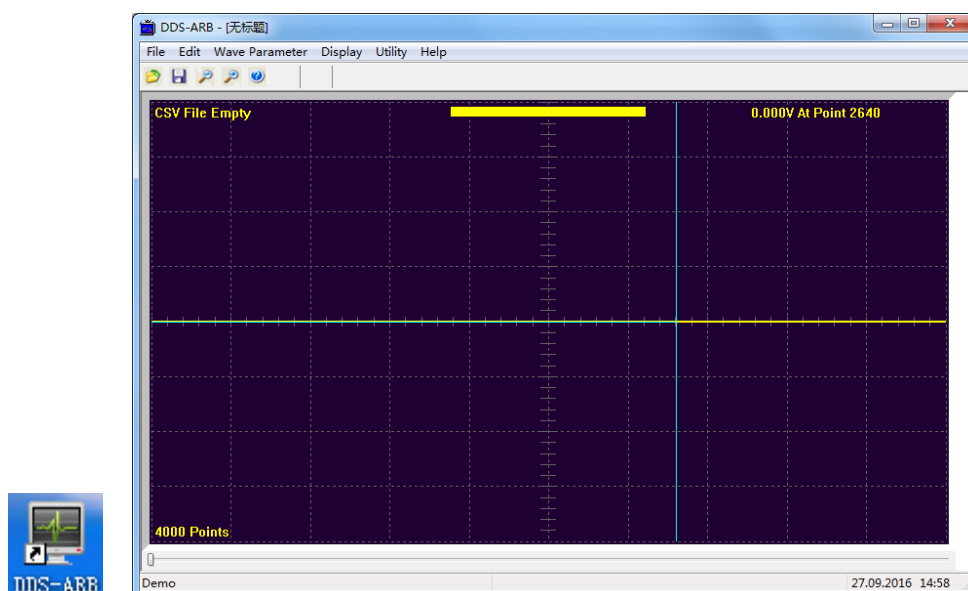 DDS-ARB - [无标题]
File Edit Wave Parameter Display Utility Help
CSV File Empty
0.000V At Point 2640
4000 Points
DDS-ARB
Demo
27.09.2016 14:58